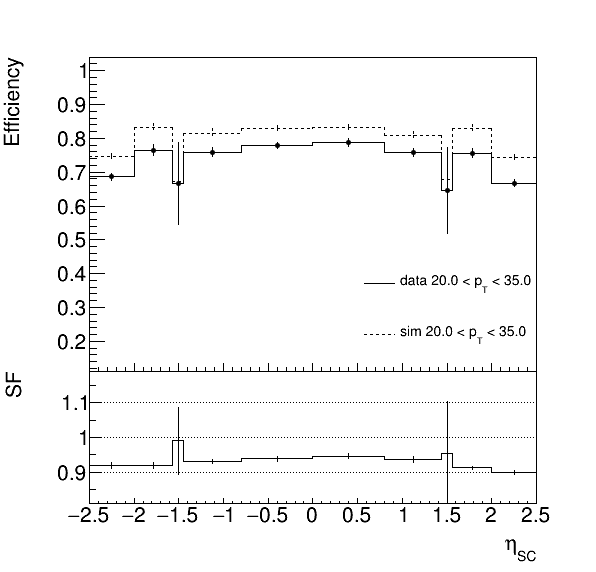 Efficiency
1
0.9
0.8
0.7
0.6
0.5
0.4
0.3
0.2
data 20.0 < p_T < 35.0
sim 20.0 < p_T < 35.0
SF
1.1
1
0.9
−2.5 −2 −1.5 −1 −0.5 0 0.5 1 1.5 2 2.5
η_SC